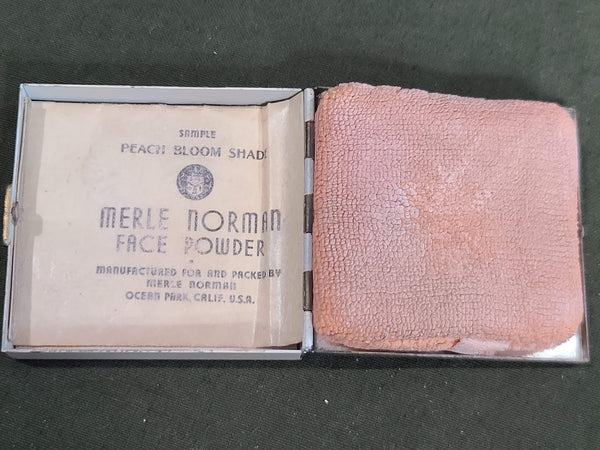 SAMPLE
PEACH BLOOM SHADE
MERLE NORMAN
FACE POWDER
MANUFACTURED FOR AND PACKED BY
MERLE NORMAN
OCEAN PARK, CALIF. U.S.A.